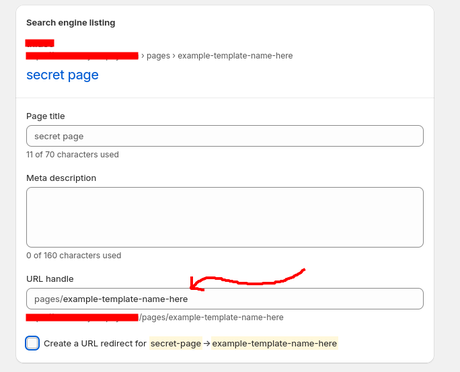 Search engine listing
› pages › example-template-name-here
secret page
Page title
secret page
11 of 70 characters used
Meta description
0 of 160 characters used
URL handle
pages/example-template-name-here
/pages/example-template-name-here
Create a URL redirect for secret-page → example-template-name-here